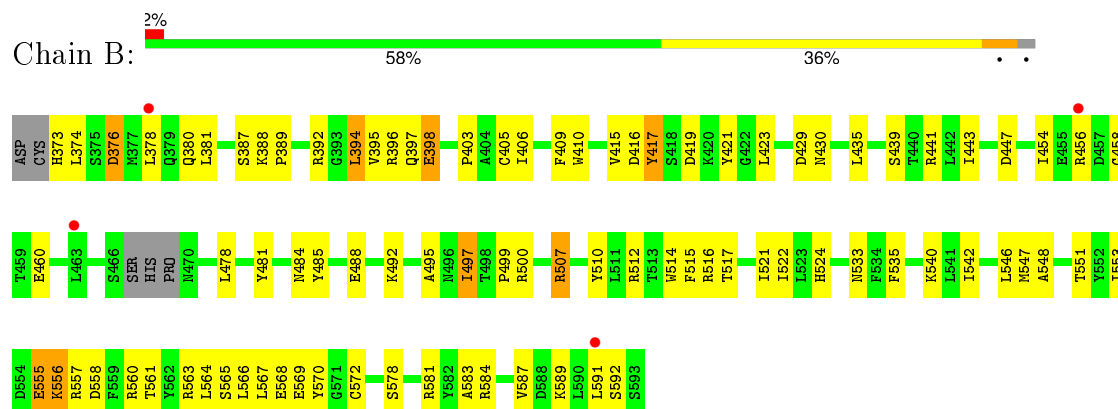 2%
Chain B:
58% 36% • •
ASP CYS H373 L374 S375 D376 M377 L378 Q379 Q380 L381 S387 K388 P389 R392 G393 L394 V395 R396 Q397 E398 P403 A404 C405 I406 F409 W410 V415 D416 Y417 S418 D419 K420 Y421 G422 L423 D429 N430 L435 S439 T440 R441 L442 I443 D447 I454 E455 R456 D457 C458
T459 E460 L463 S466 SER HIS PRO N470 L478 Y481 N484 Y485 E488 K492 A495 N496 I497 T498 P499 R500 R507 Y510 L511 R512 T513 W514 F515 R516 T517 I521 I522 L523 H524 N533 F534 F535 K540 L541 I542 L546 M547 A548 T551 Y552 I553
D554 E555 K556 R557 D558 F559 R560 T561 Y562 R563 L564 S565 L566 L567 E568 E569 Y570 G571 C572 S578 R581 Y582 A583 R584 V587 D588 K589 L590 L591 S592 S593